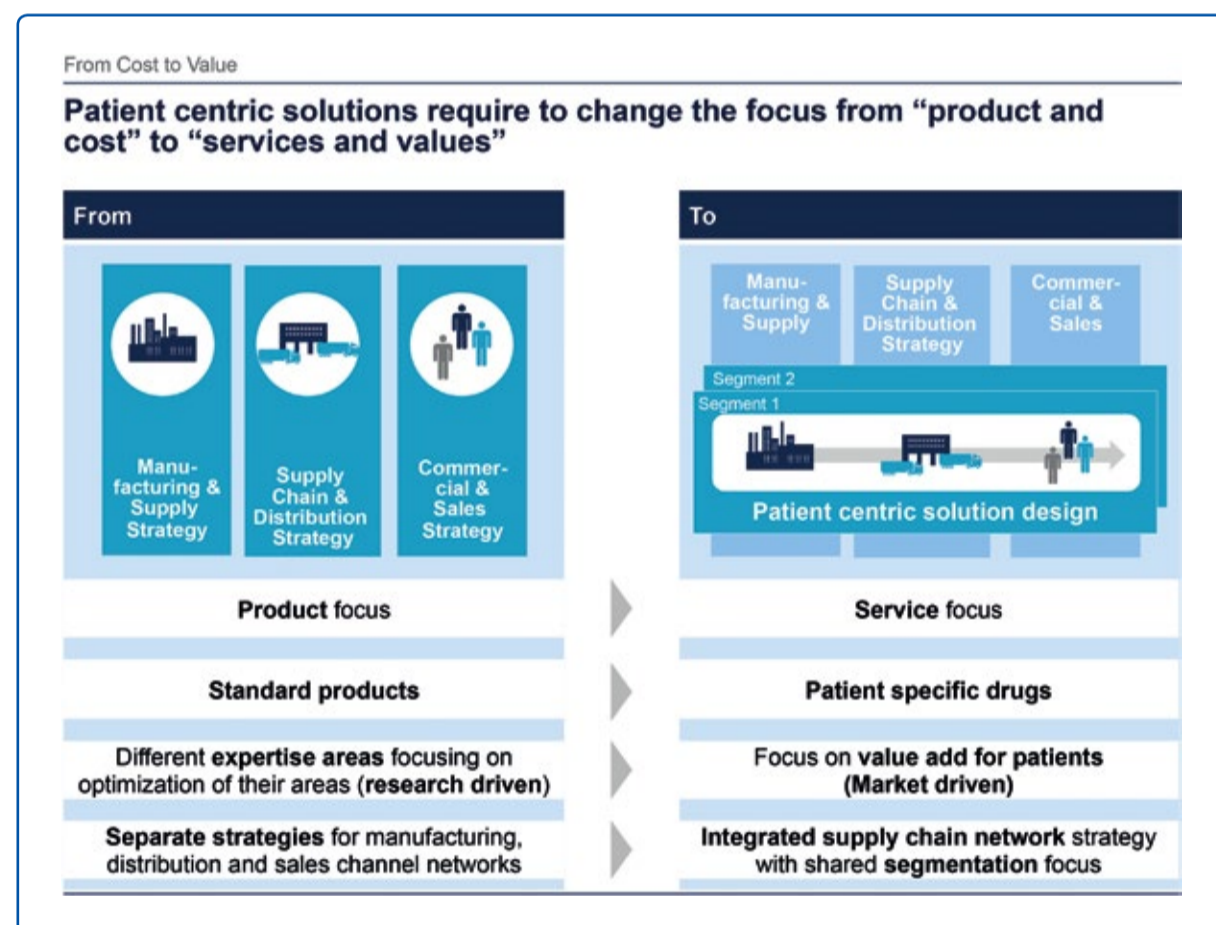 From Cost to Value
Patient centric solutions require to change the focus from “product and
cost” to “services and values”
From
Manu-
facturing &
Supply
Strategy
Supply
Chain &
Distribution
Strategy
Commer-
cial &
Sales
Strategy
To
Manu-
facturing &
Supply
Supply
Chain &
Distribution
Strategy
Commer-
cial &
Sales
Segment 2
Segment 1
Patient centric solution design
Product focus
Service focus
Standard products
Patient specific drugs
Different expertise areas focusing on
optimization of their areas (research driven)
Focus on value add for patients
(Market driven)
Separate strategies for manufacturing,
distribution and sales channel networks
Integrated supply chain network strategy
with shared segmentation focus